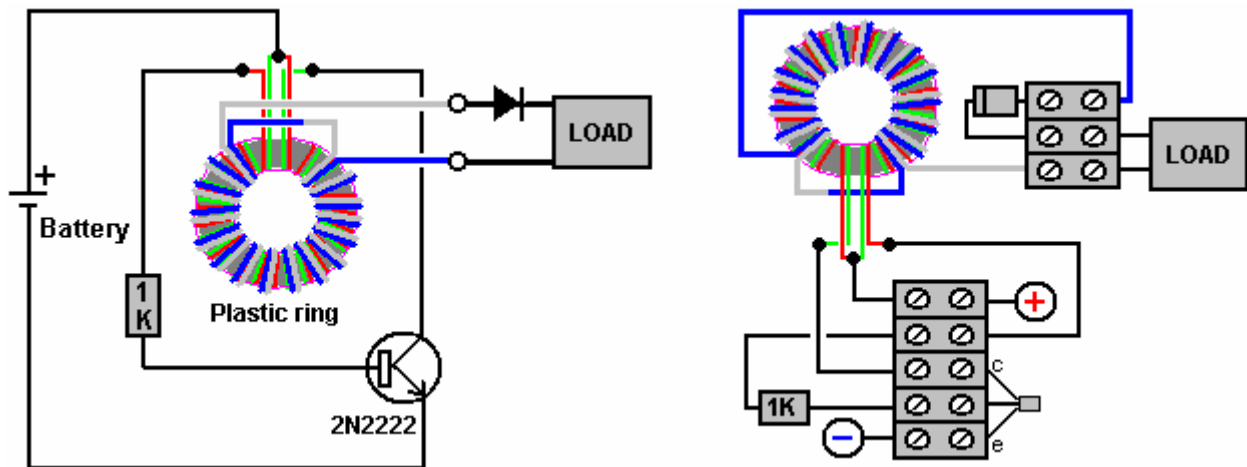 +
Battery
1
K
Plastic ring
2N2222
LOAD
LOAD
+
c
1K
−
e